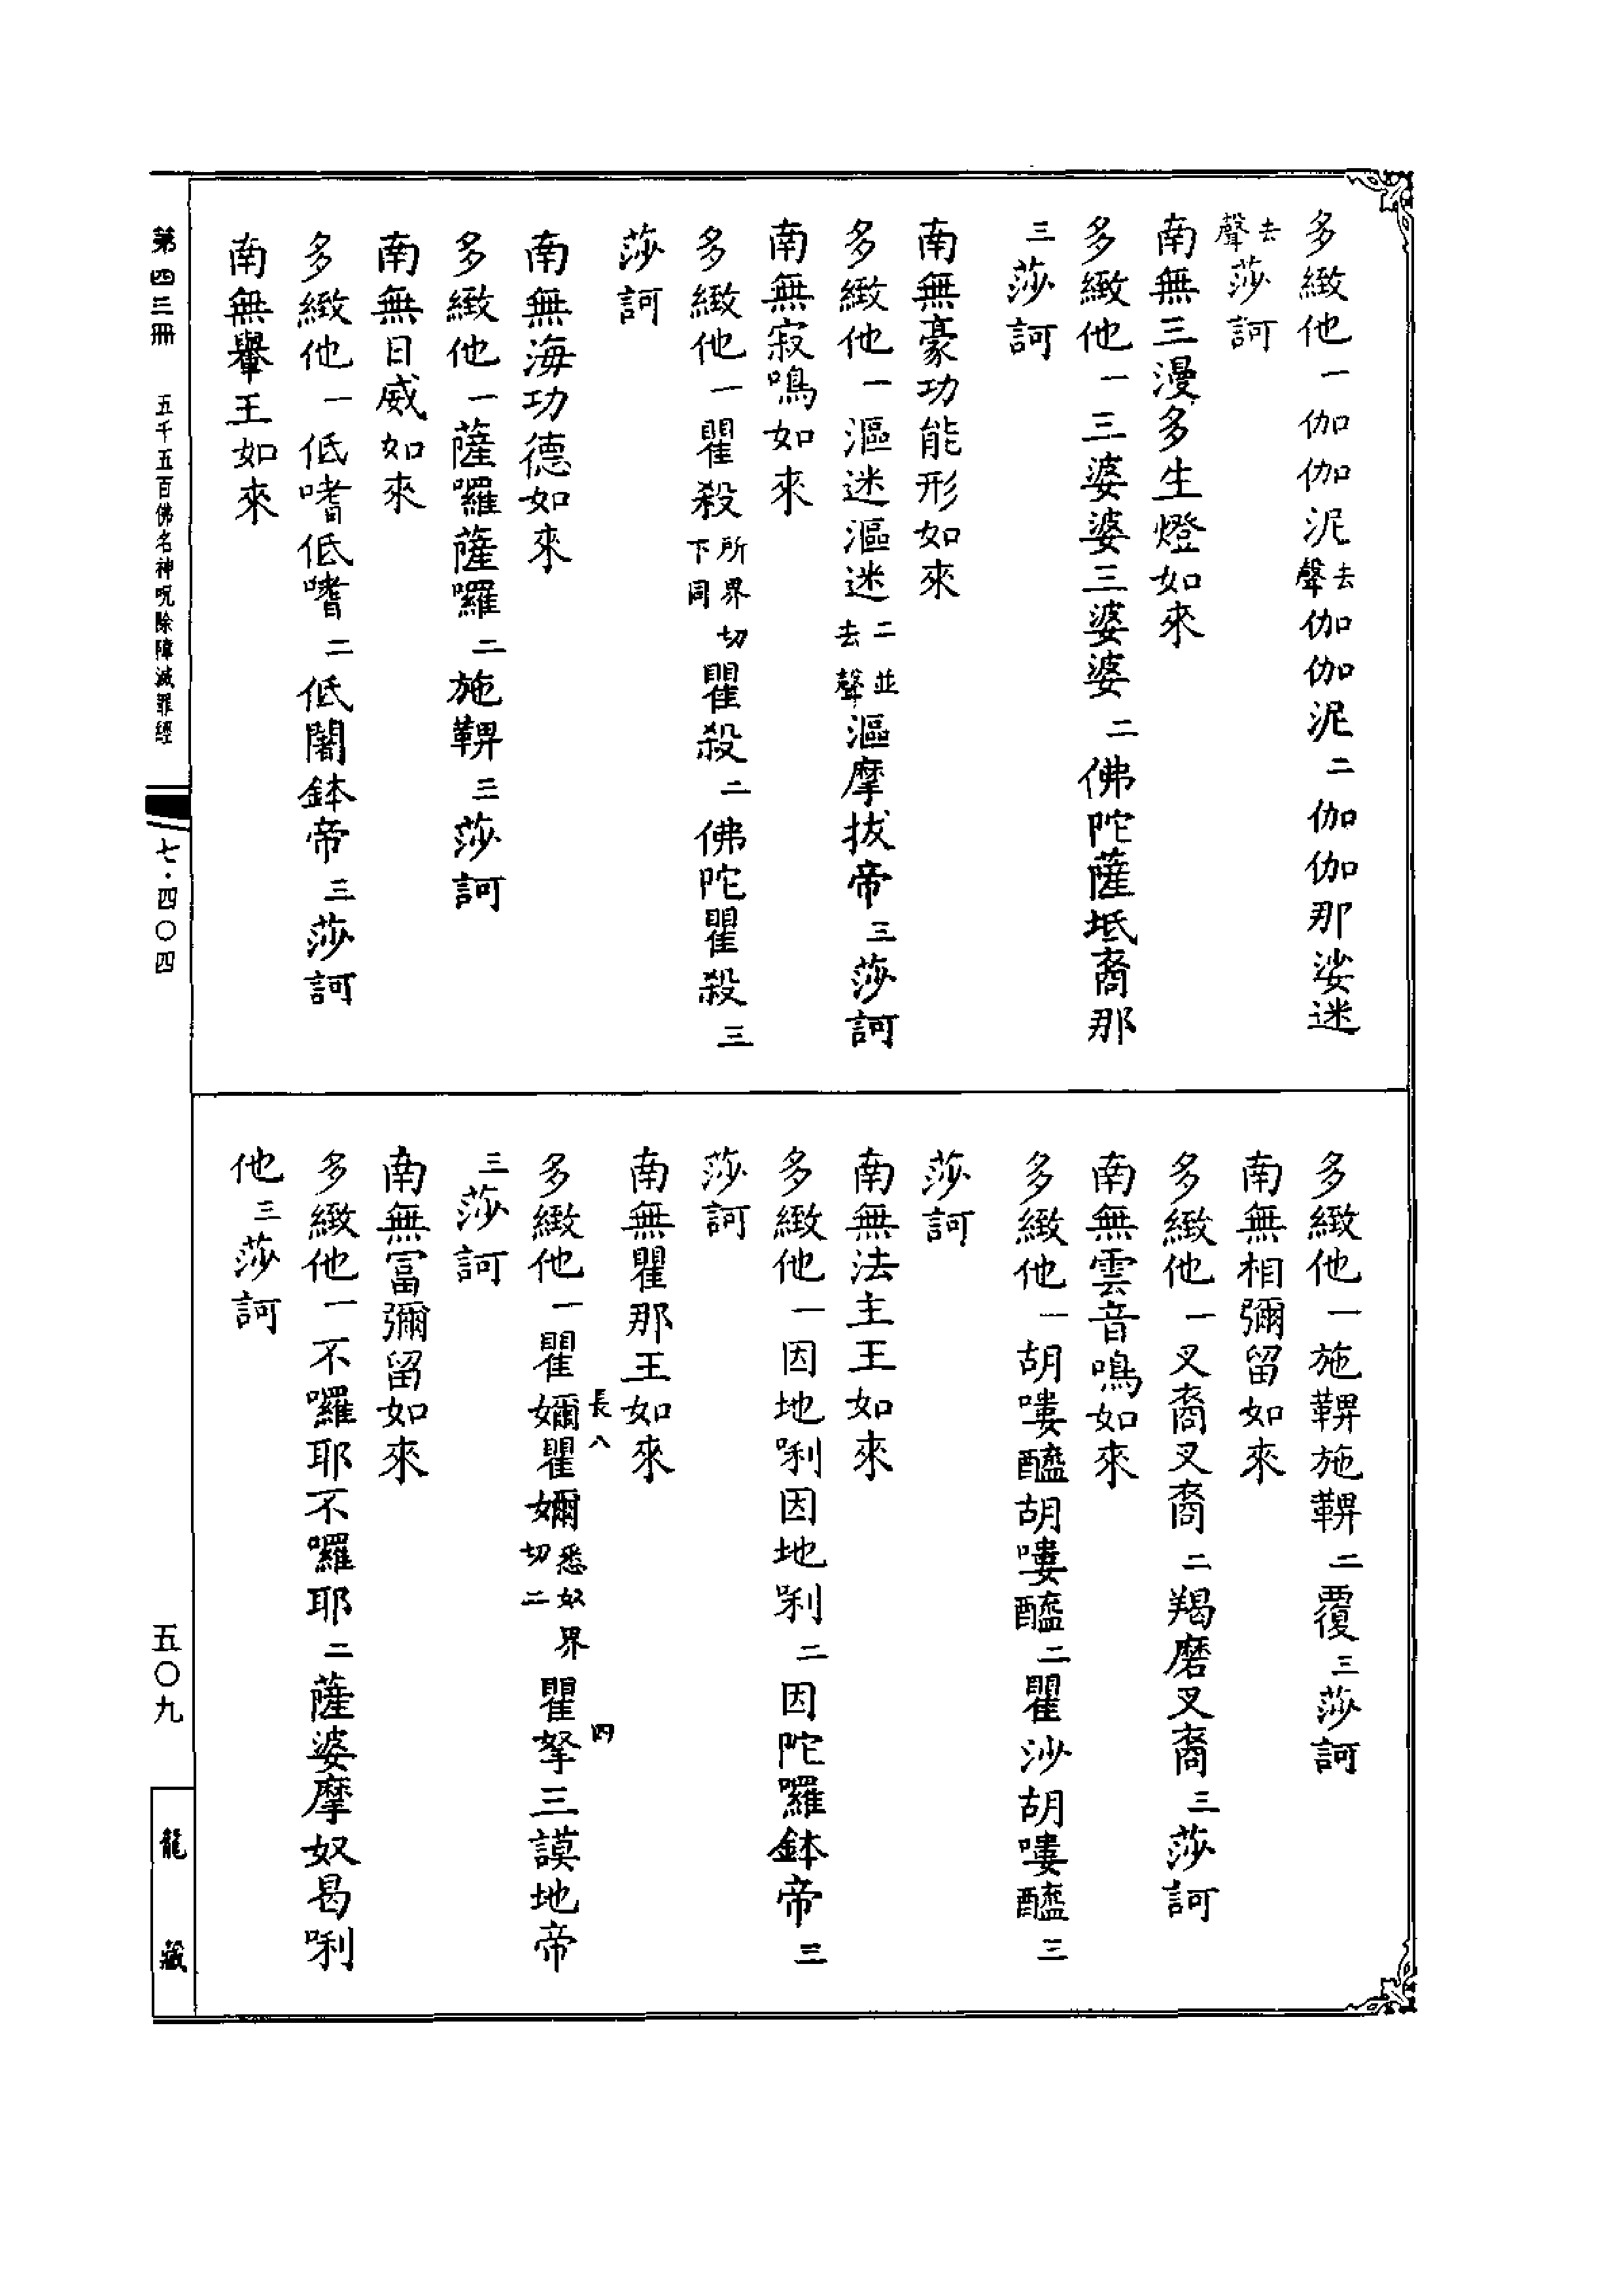 多緻他一伽伽泥去聲伽伽泥二伽伽那娑迷
去聲莎訶
南無三漫多生燈如來
多緻他一三婆婆三婆婆二佛陀薩坻裔那
三莎訶
南無豪功能形如來
多緻他一漚迷漚迷二並去聲漚摩拔帝三莎訶
南無寂鳴如來
多緻他一瞿殺所界切下同瞿殺二佛陀瞿殺三
莎訶
南無海功德如來
多緻他一薩囉薩囉二施鞞三莎訶
南無日威如來
多緻他一低嗜低嗜二低闍鉢帝三莎訶
南無轝王如來
多緻他一施鞞施鞞二覆三莎訶
南無相彌留如來
多緻他一叉裔叉裔二羯磨叉裔三莎訶
南無雲音鳴如來
多緻他一胡嘍醯胡嘍醯二瞿沙胡嘍醯三
莎訶
南無法主王如來
多緻他一因地唎因地唎二因陀囉鉢帝三
莎訶
南無瞿那王如來
多緻他一瞿嬭瞿嬭悉奴界切二瞿拏三謨地帝
三莎訶
長八
四
南無冨彌留如來
多緻他一不囉耶不囉耶二薩婆摩奴曷唎
他三莎訶
第四三冊
五千五百佛名神呪除障滅罪經
七·四〇四
五〇九
龍藏